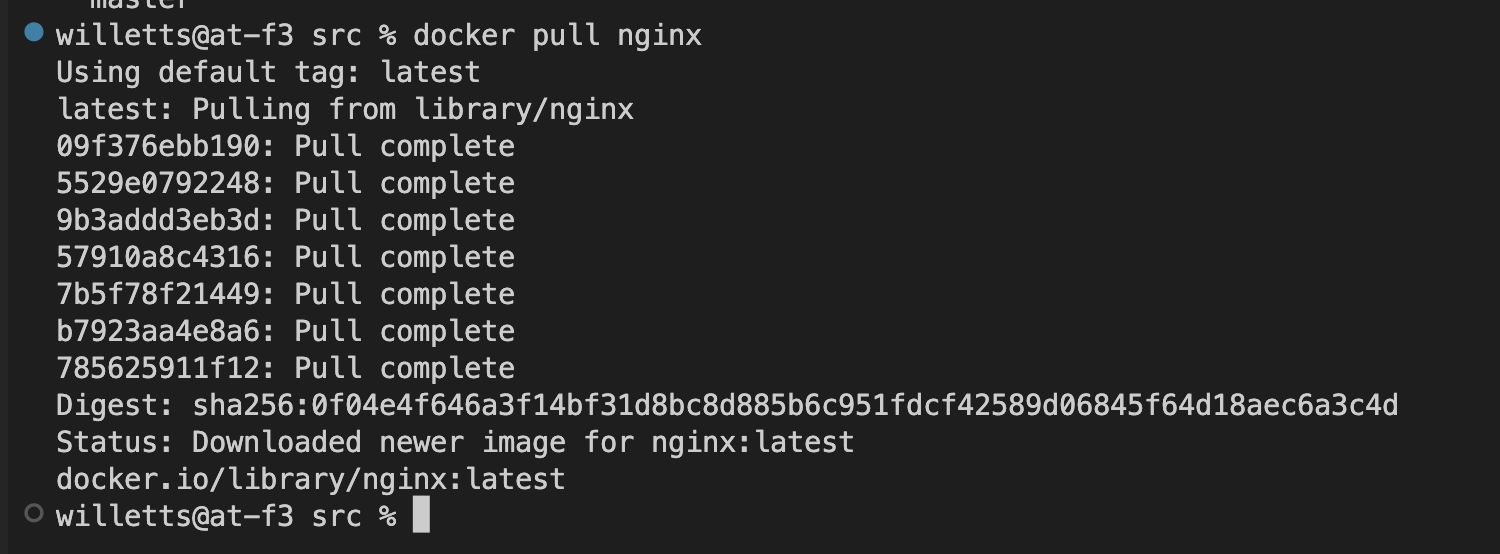 master
willetts@at-f3 src % docker pull nginx
Using default tag: latest
latest: Pulling from library/nginx
09f376ebb190: Pull complete
5529e0792248: Pull complete
9b3addd3eb3d: Pull complete
57910a8c4316: Pull complete
7b5f78f21449: Pull complete
b7923aa4e8a6: Pull complete
785625911f12: Pull complete
Digest: sha256:0f04e4f646a3f14bf31d8bc8d885b6c951fdcf42589d06845f64d18aec6a3c4d
Status: Downloaded newer image for nginx:latest
docker.io/library/nginx:latest
willetts@at-f3 src %